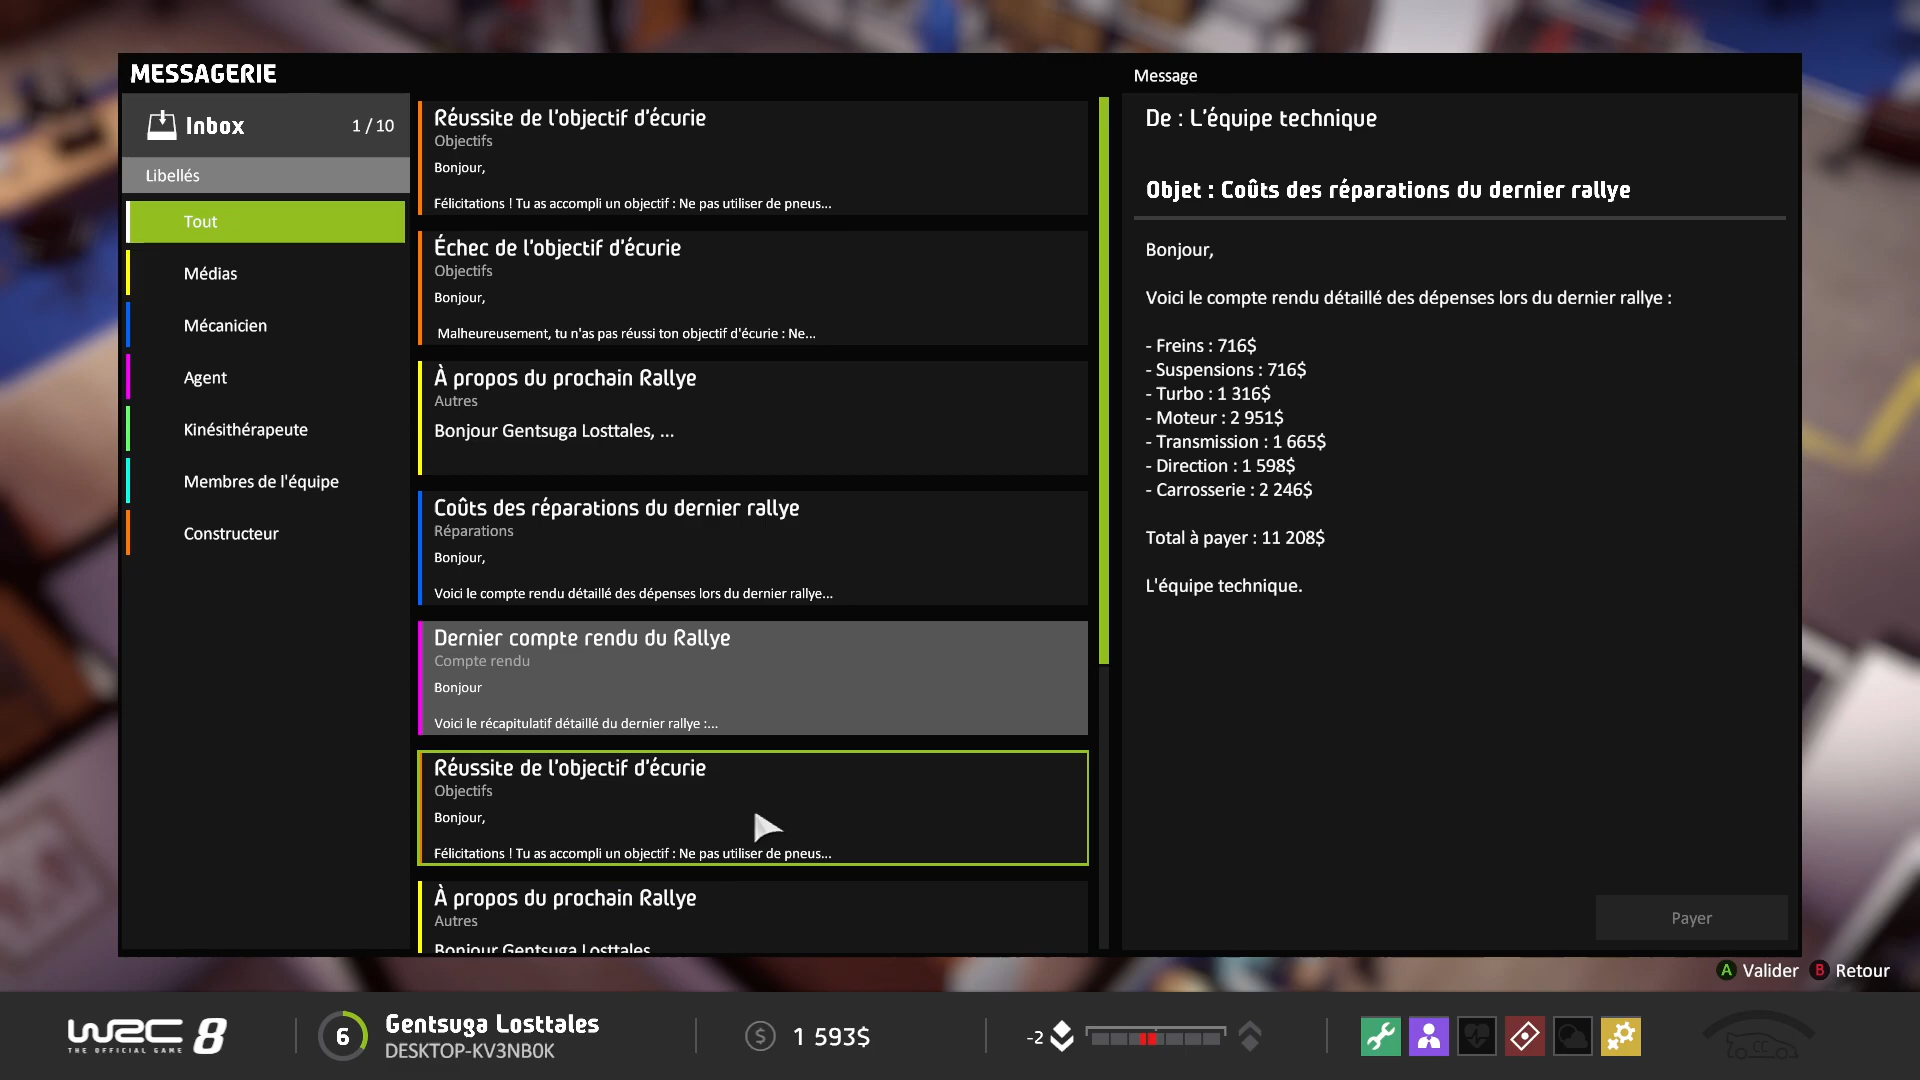 MESSAGERIE
Inbox
1 / 10
Libellés
Tout
Médias
Mécanicien
Agent
Kinésithérapeute
Membres de l'équipe
Constructeur
Réussite de l'objectif d'écurie
Objectifs
Bonjour,
Félicitations ! Tu as accompli un objectif : Ne pas utiliser de pneus...
Échec de l'objectif d'écurie
Objectifs
Bonjour,
Malheureusement, tu n'as pas réussi ton objectif d'écurie : Ne...
À propos du prochain Rallye
Autres
Bonjour Gentsuga Losttales, ...
Coûts des réparations du dernier rallye
Réparations
Bonjour,
Voici le compte rendu détaillé des dépenses lors du dernier rallye...
Dernier compte rendu du Rallye
Compte rendu
Bonjour
Voici le récapitulatif détaillé du dernier rallye :...
Réussite de l'objectif d'écurie
Objectifs
Bonjour,
Félicitations ! Tu as accompli un objectif : Ne pas utiliser de pneus...
À propos du prochain Rallye
Autres
Bonjour Gentsuga Losttales
Message
De : L'équipe technique
Objet : Coûts des réparations du dernier rallye
Bonjour,
Voici le compte rendu détaillé des dépenses lors du dernier rallye :
- Freins : 716$
- Suspensions : 716$
- Turbo : 1 316$
- Moteur : 2 951$
- Transmission : 1 665$
- Direction : 1 598$
- Carrosserie : 2 246$
Total à payer : 11 208$
L'équipe technique.
Payer
A Valider B Retour
WRC 8
THE OFFICIAL GAME
6
Gentsuga Losttales
DESKTOP-KV3NB0K
$ 1 593$
-2
CC